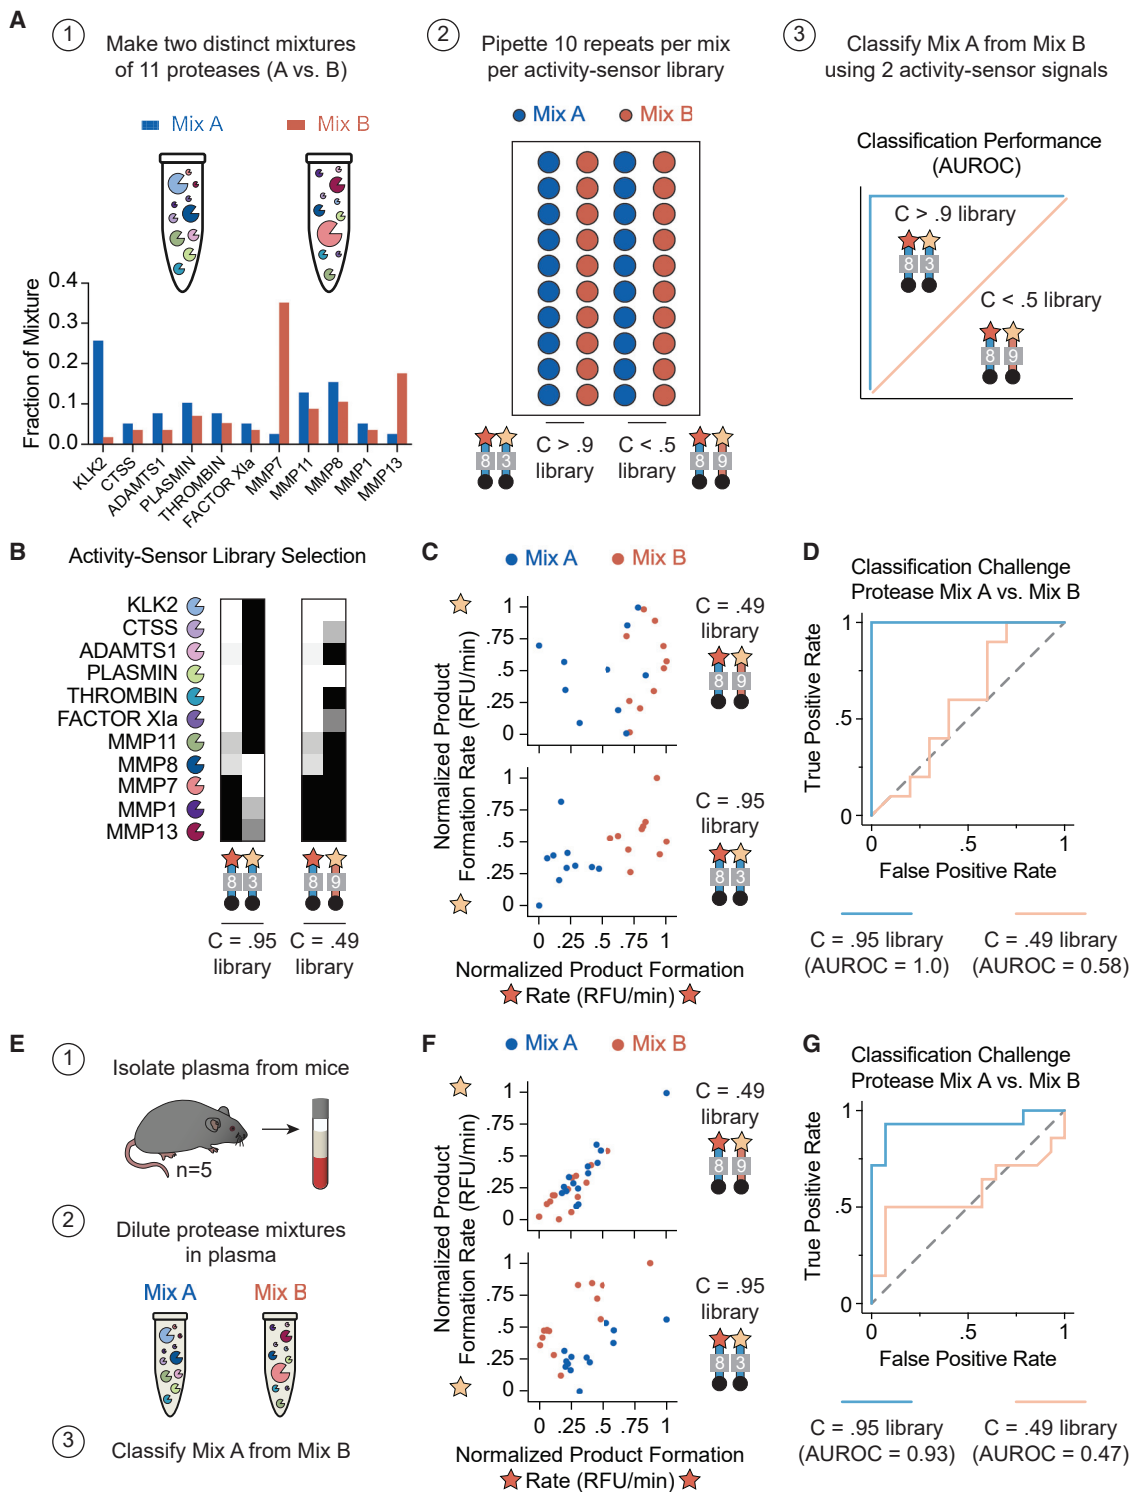 A
1
Make two distinct mixtures
of 11 proteases (A vs. B)
Mix A
Mix B
Fraction of Mixture
0.4
0.3
0.2
0.1
0.0
KLK2
CTSS
ADAMTS1
PLASMIN
THROMBIN
FACTOR XIa
MMP7
MMP11
MMP8
MMP1
MMP13
2
Pipette 10 repeats per mix
per activity-sensor library
Mix A
Mix B
8 3
C > .9
library
C < .5
library
8 9
3
Classify Mix A from Mix B
using 2 activity-sensor signals
Classification Performance
(AUROC)
C > .9 library
8 3
C < .5 library
8 9
B
Activity-Sensor Library Selection
KLK2
CTSS
ADAMTS1
PLASMIN
THROMBIN
FACTOR XIa
MMP11
MMP8
MMP7
MMP1
MMP13
8 3
8 9
C = .95
library
C = .49
library
C
Mix A
Mix B
Normalized Product
Formation Rate (RFU/min)
1
.75
.5
.25
0
C = .49
library
8 9
1
.75
.5
.25
0
C = .95
library
8 3
0 .25 .5 .75 1
Normalized Product Formation
Rate (RFU/min)
D
Classification Challenge
Protease Mix A vs. Mix B
True Positive Rate
1
.5
0
0 .5 1
False Positive Rate
C = .95 library
(AUROC = 1.0)
C = .49 library
(AUROC = 0.58)
E
1
Isolate plasma from mice
n=5
2
Dilute protease mixtures
in plasma
Mix A
Mix B
3
Classify Mix A from Mix B
F
Mix A
Mix B
Normalized Product
Formation Rate (RFU/min)
1
.75
.5
.25
0
C = .49
library
8 9
1
.75
.5
.25
0
C = .95
library
8 3
0 .25 .5 .75 1
Normalized Product Formation
Rate (RFU/min)
G
Classification Challenge
Protease Mix A vs. Mix B
True Positive Rate
1
.5
0
0 .5 1
False Positive Rate
C = .95 library
(AUROC = 0.93)
C = .49 library
(AUROC = 0.47)